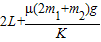 2L+ μ(2m₁+m₂)g / K